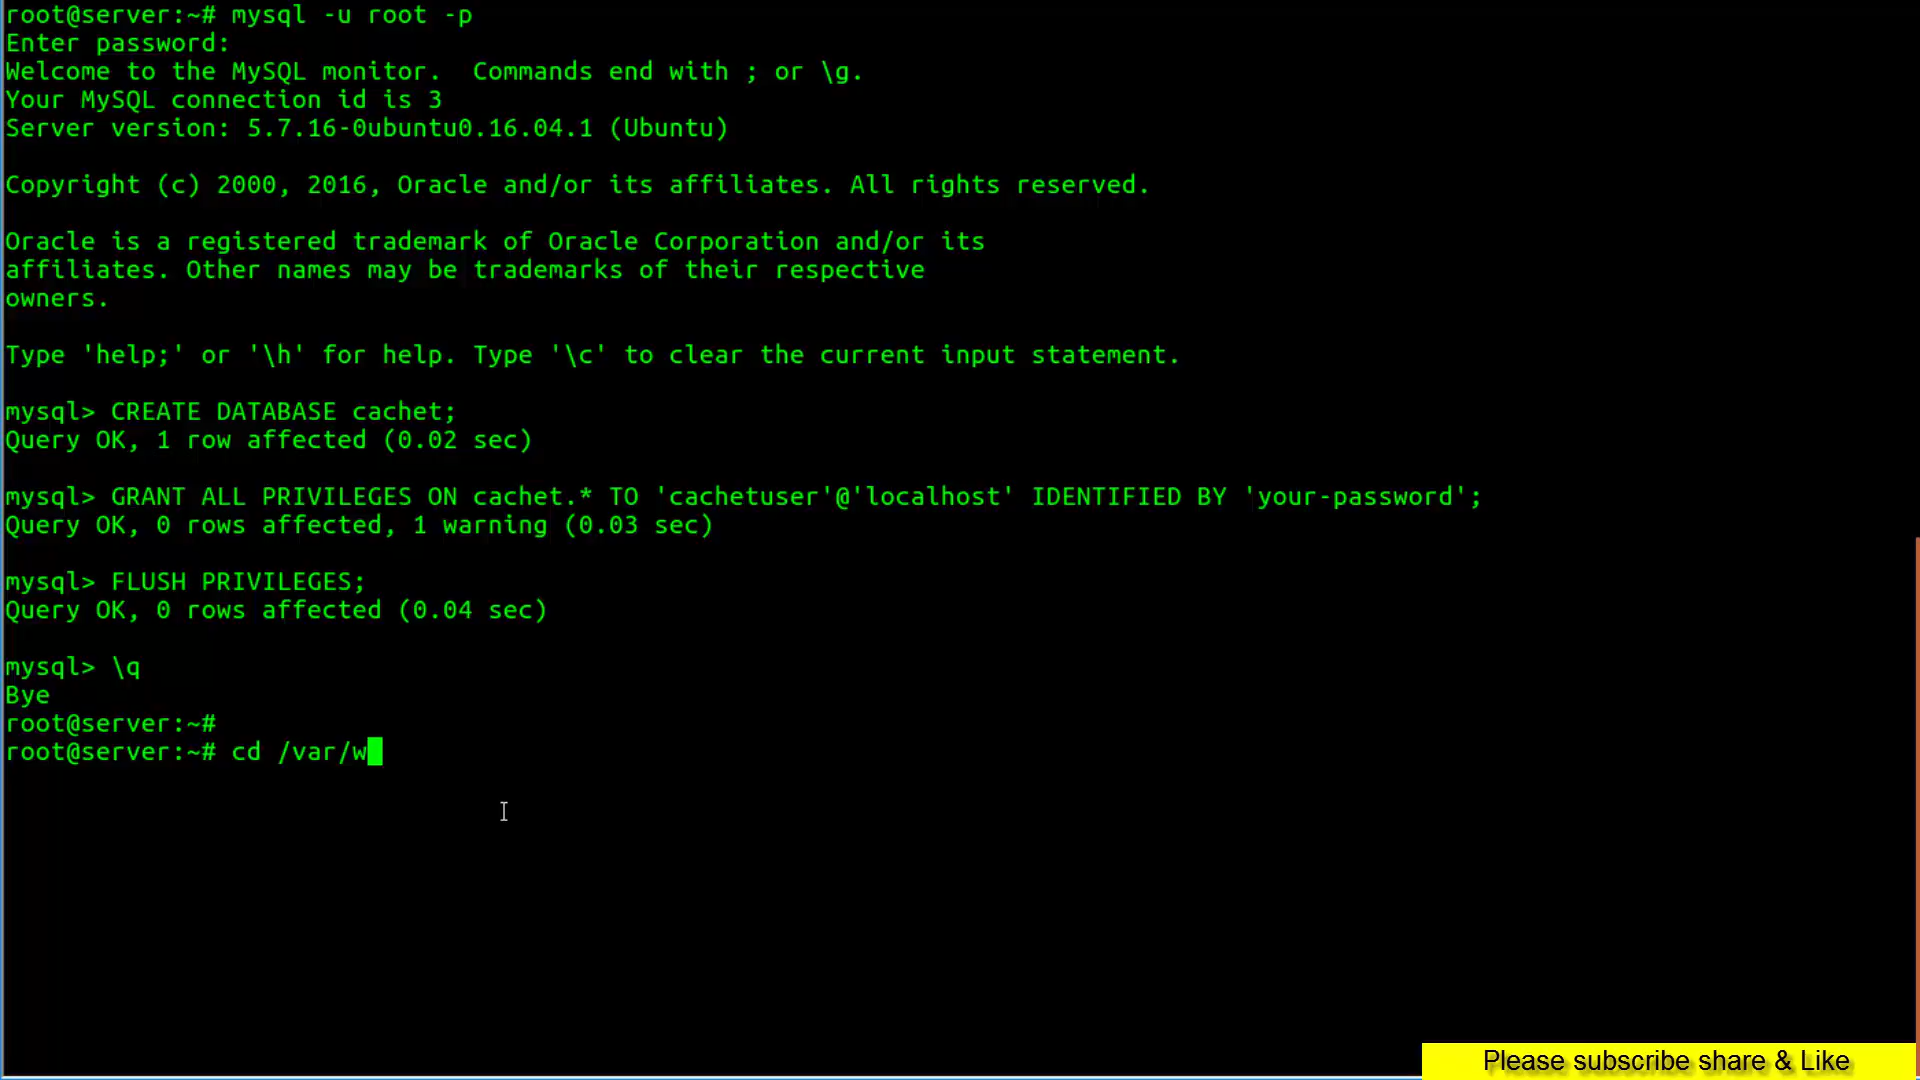 root@server:~# mysql -u root -p
Enter password:
Welcome to the MySQL monitor.  Commands end with ; or \g.
Your MySQL connection id is 3
Server version: 5.7.16-0ubuntu0.16.04.1 (Ubuntu)
Copyright (c) 2000, 2016, Oracle and/or its affiliates. All rights reserved.
Oracle is a registered trademark of Oracle Corporation and/or its
affiliates. Other names may be trademarks of their respective
owners.
Type 'help;' or '\h' for help. Type '\c' to clear the current input statement.
mysql> CREATE DATABASE cachet;
Query OK, 1 row affected (0.02 sec)
mysql> GRANT ALL PRIVILEGES ON cachet.* TO 'cachetuser'@'localhost' IDENTIFIED BY 'your-password';
Query OK, 0 rows affected, 1 warning (0.03 sec)
mysql> FLUSH PRIVILEGES;
Query OK, 0 rows affected (0.04 sec)
mysql> \q
Bye
root@server:~#
root@server:~# cd /var/w
Please subscribe share & Like